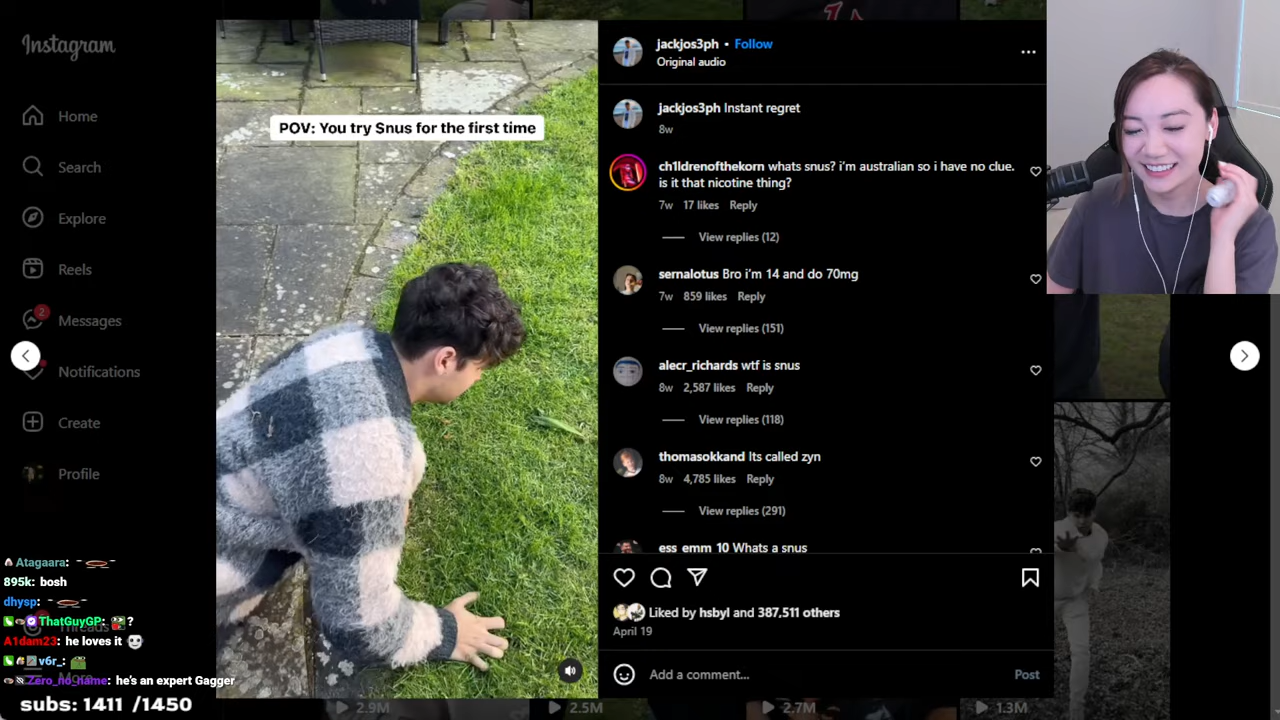 Instagram
Home
Search
Explore
Reels
2
Messages
Notifications
Create
Profile
POV: You try Snus for the first time
jackjos3ph • Follow
Original audio
jackjos3ph Instant regret
8w
ch1ldrenofthekorn whats snus? i'm australian so i have no clue.
is it that nicotine thing?
7w 17 likes Reply
View replies (12)
sernalotus Bro i'm 14 and do 70mg
7w 859 likes Reply
View replies (151)
alecr_richards wtf is snus
8w 2,587 likes Reply
View replies (118)
thomasokkand Its called zyn
8w 4,785 likes Reply
View replies (291)
ess_emm_10 Whats a snus
Liked by hsbyl and 387,511 others
April 19
Add a comment...
Post
Atagaara:
895k: bosh
dhysp:
ThatGuyGP: ?
Threads
A1dam23: he loves it
v6r_:
More
Zero_no_name: he's an expert Gagger
subs: 1411 /1450
2.9M
2.5M
2.7M
1.3M